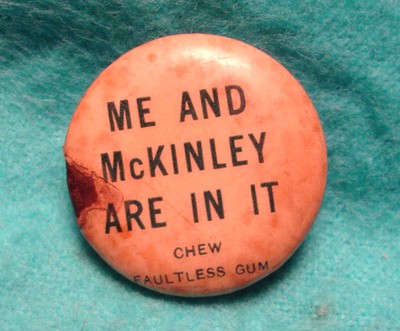 ME AND
McKINLEY
ARE IN IT
CHEW
FAULTLESS GUM